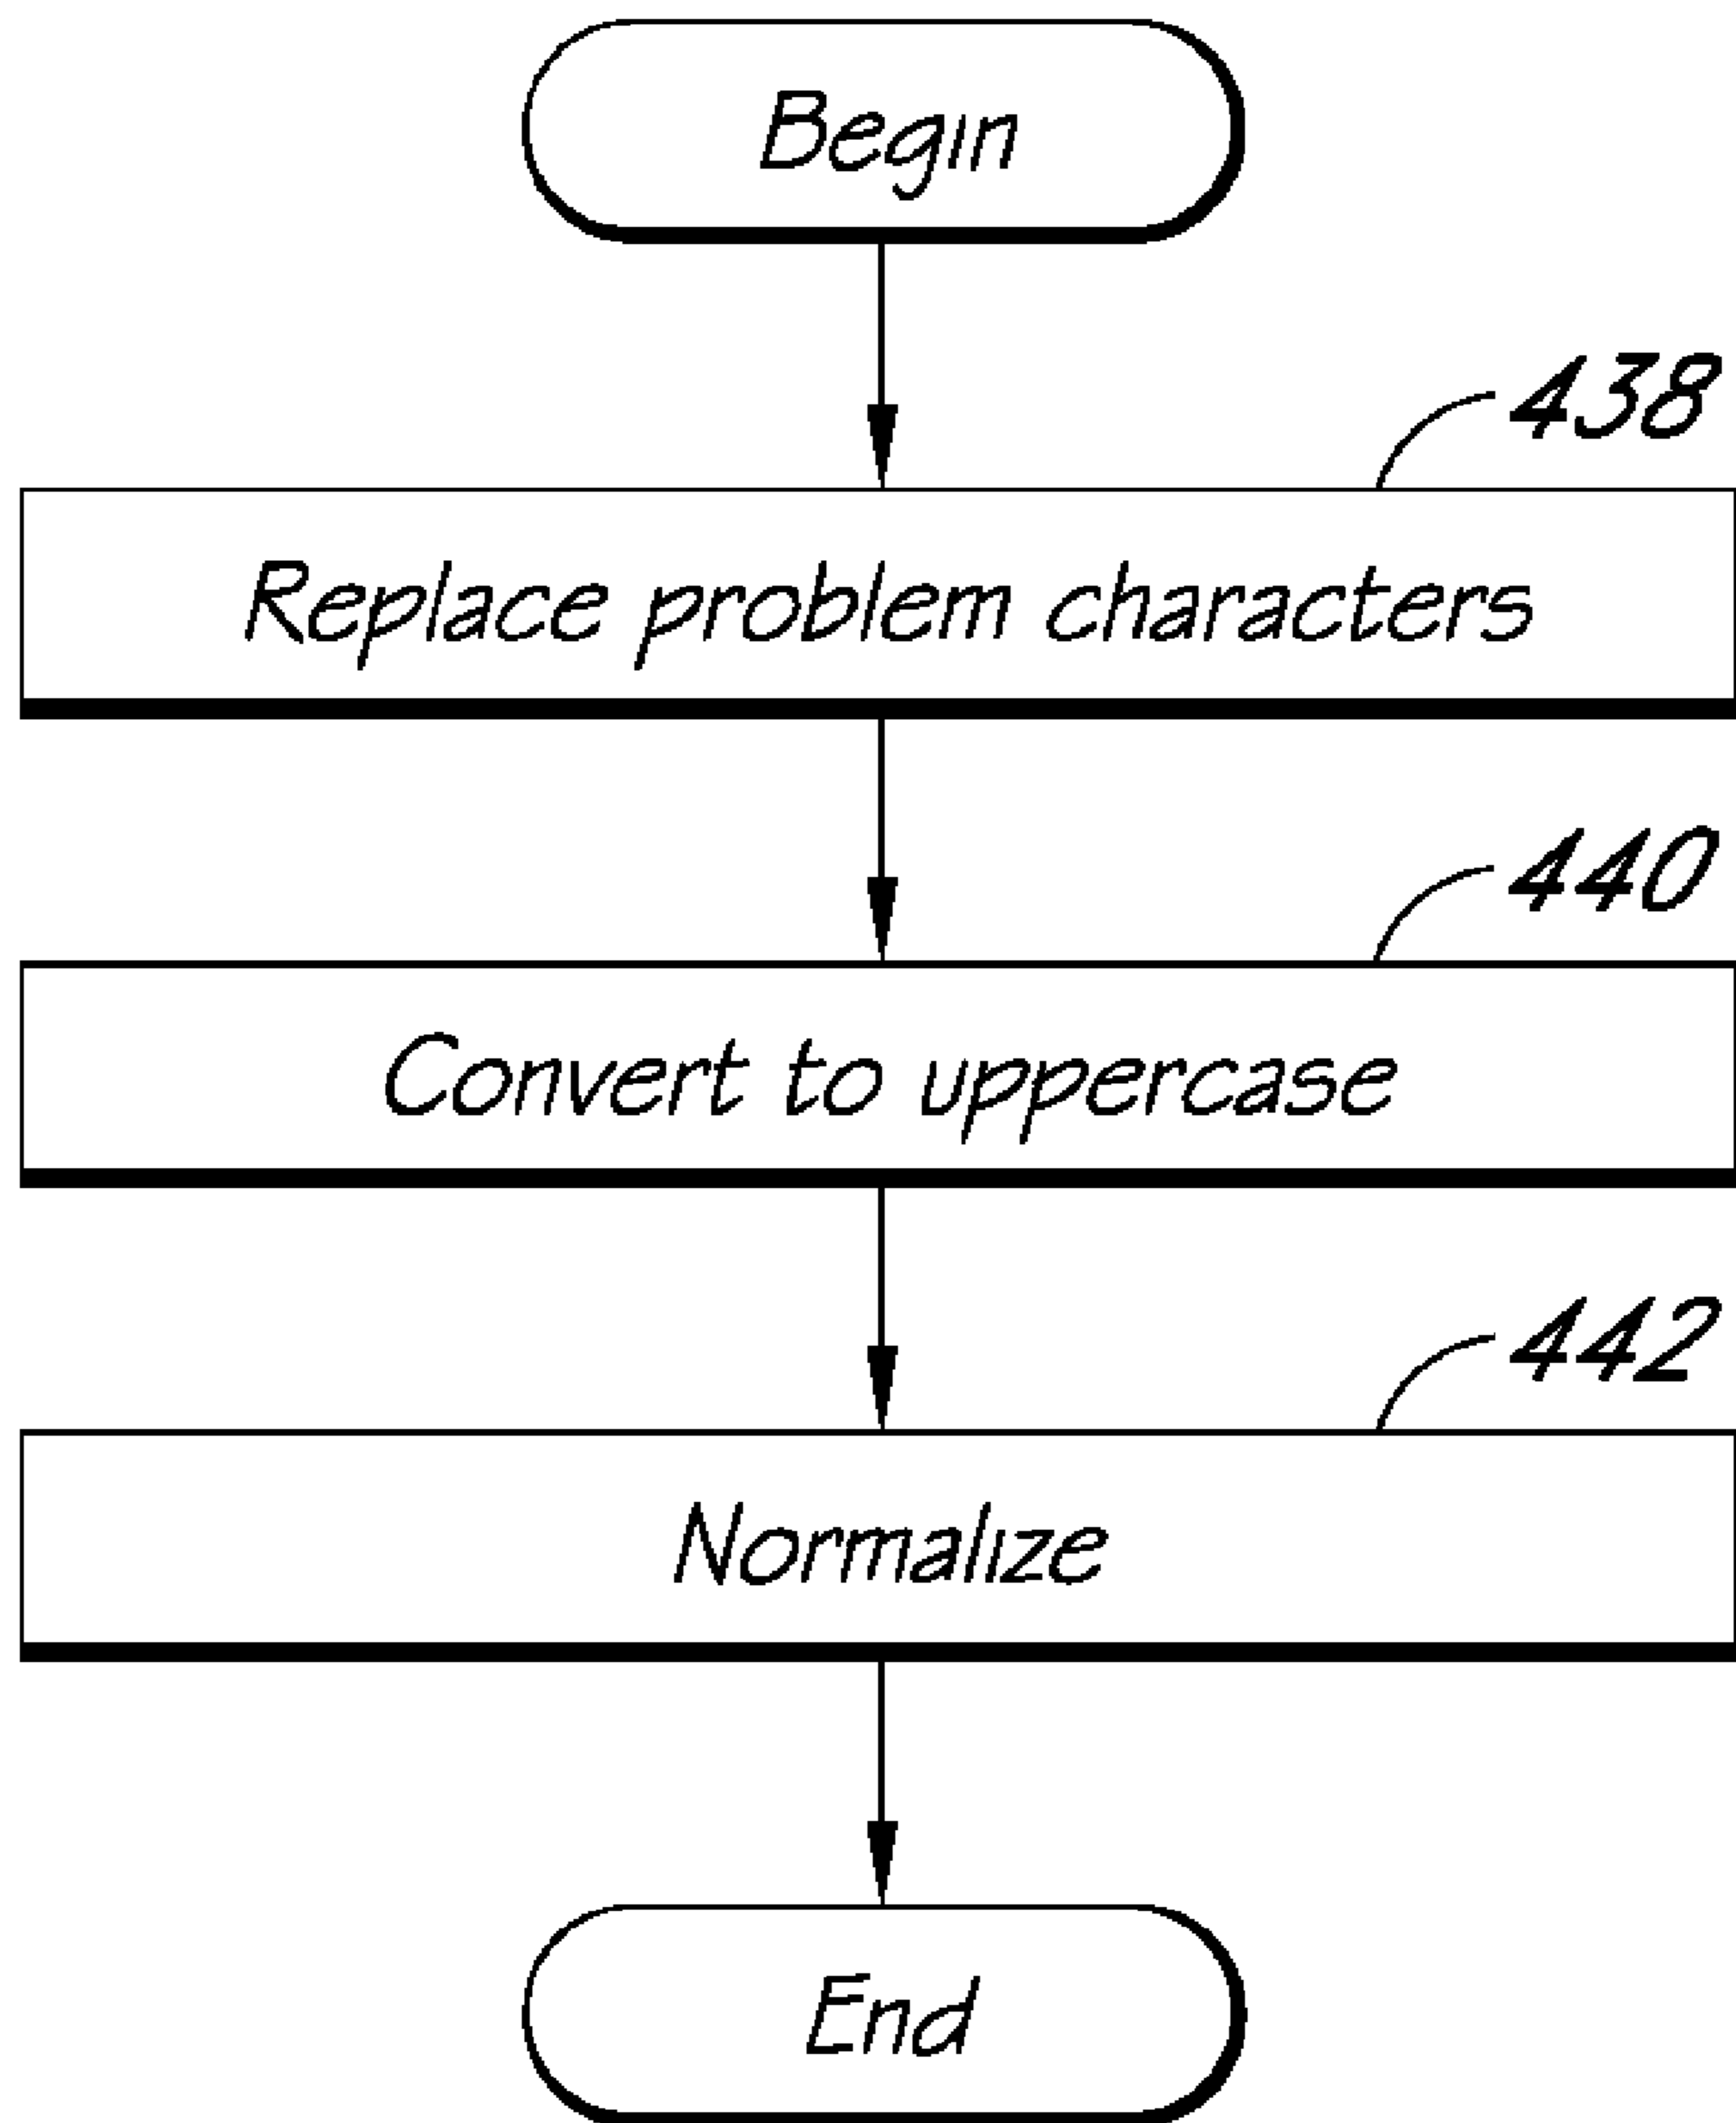 Begin
438
Replace problem characters
440
Convert to uppercase
442
Normalize
End